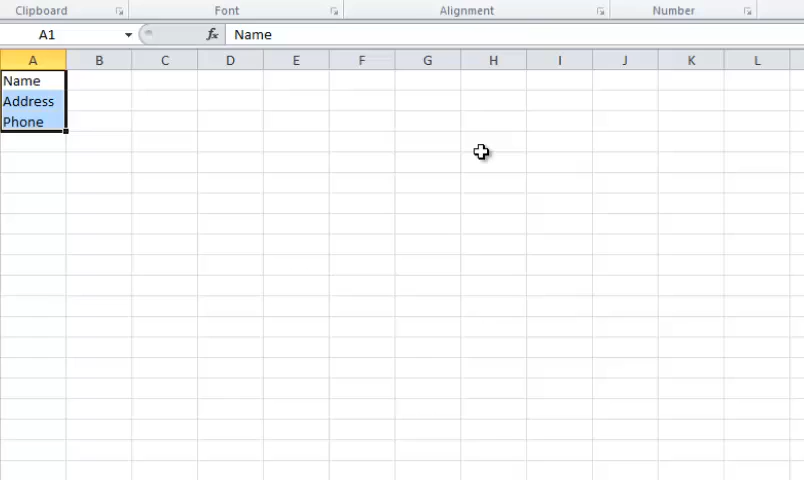 Clipboard Font Alignment Number
A1 fx Name
A B C D E F G H I J K L
Name
Address
Phone